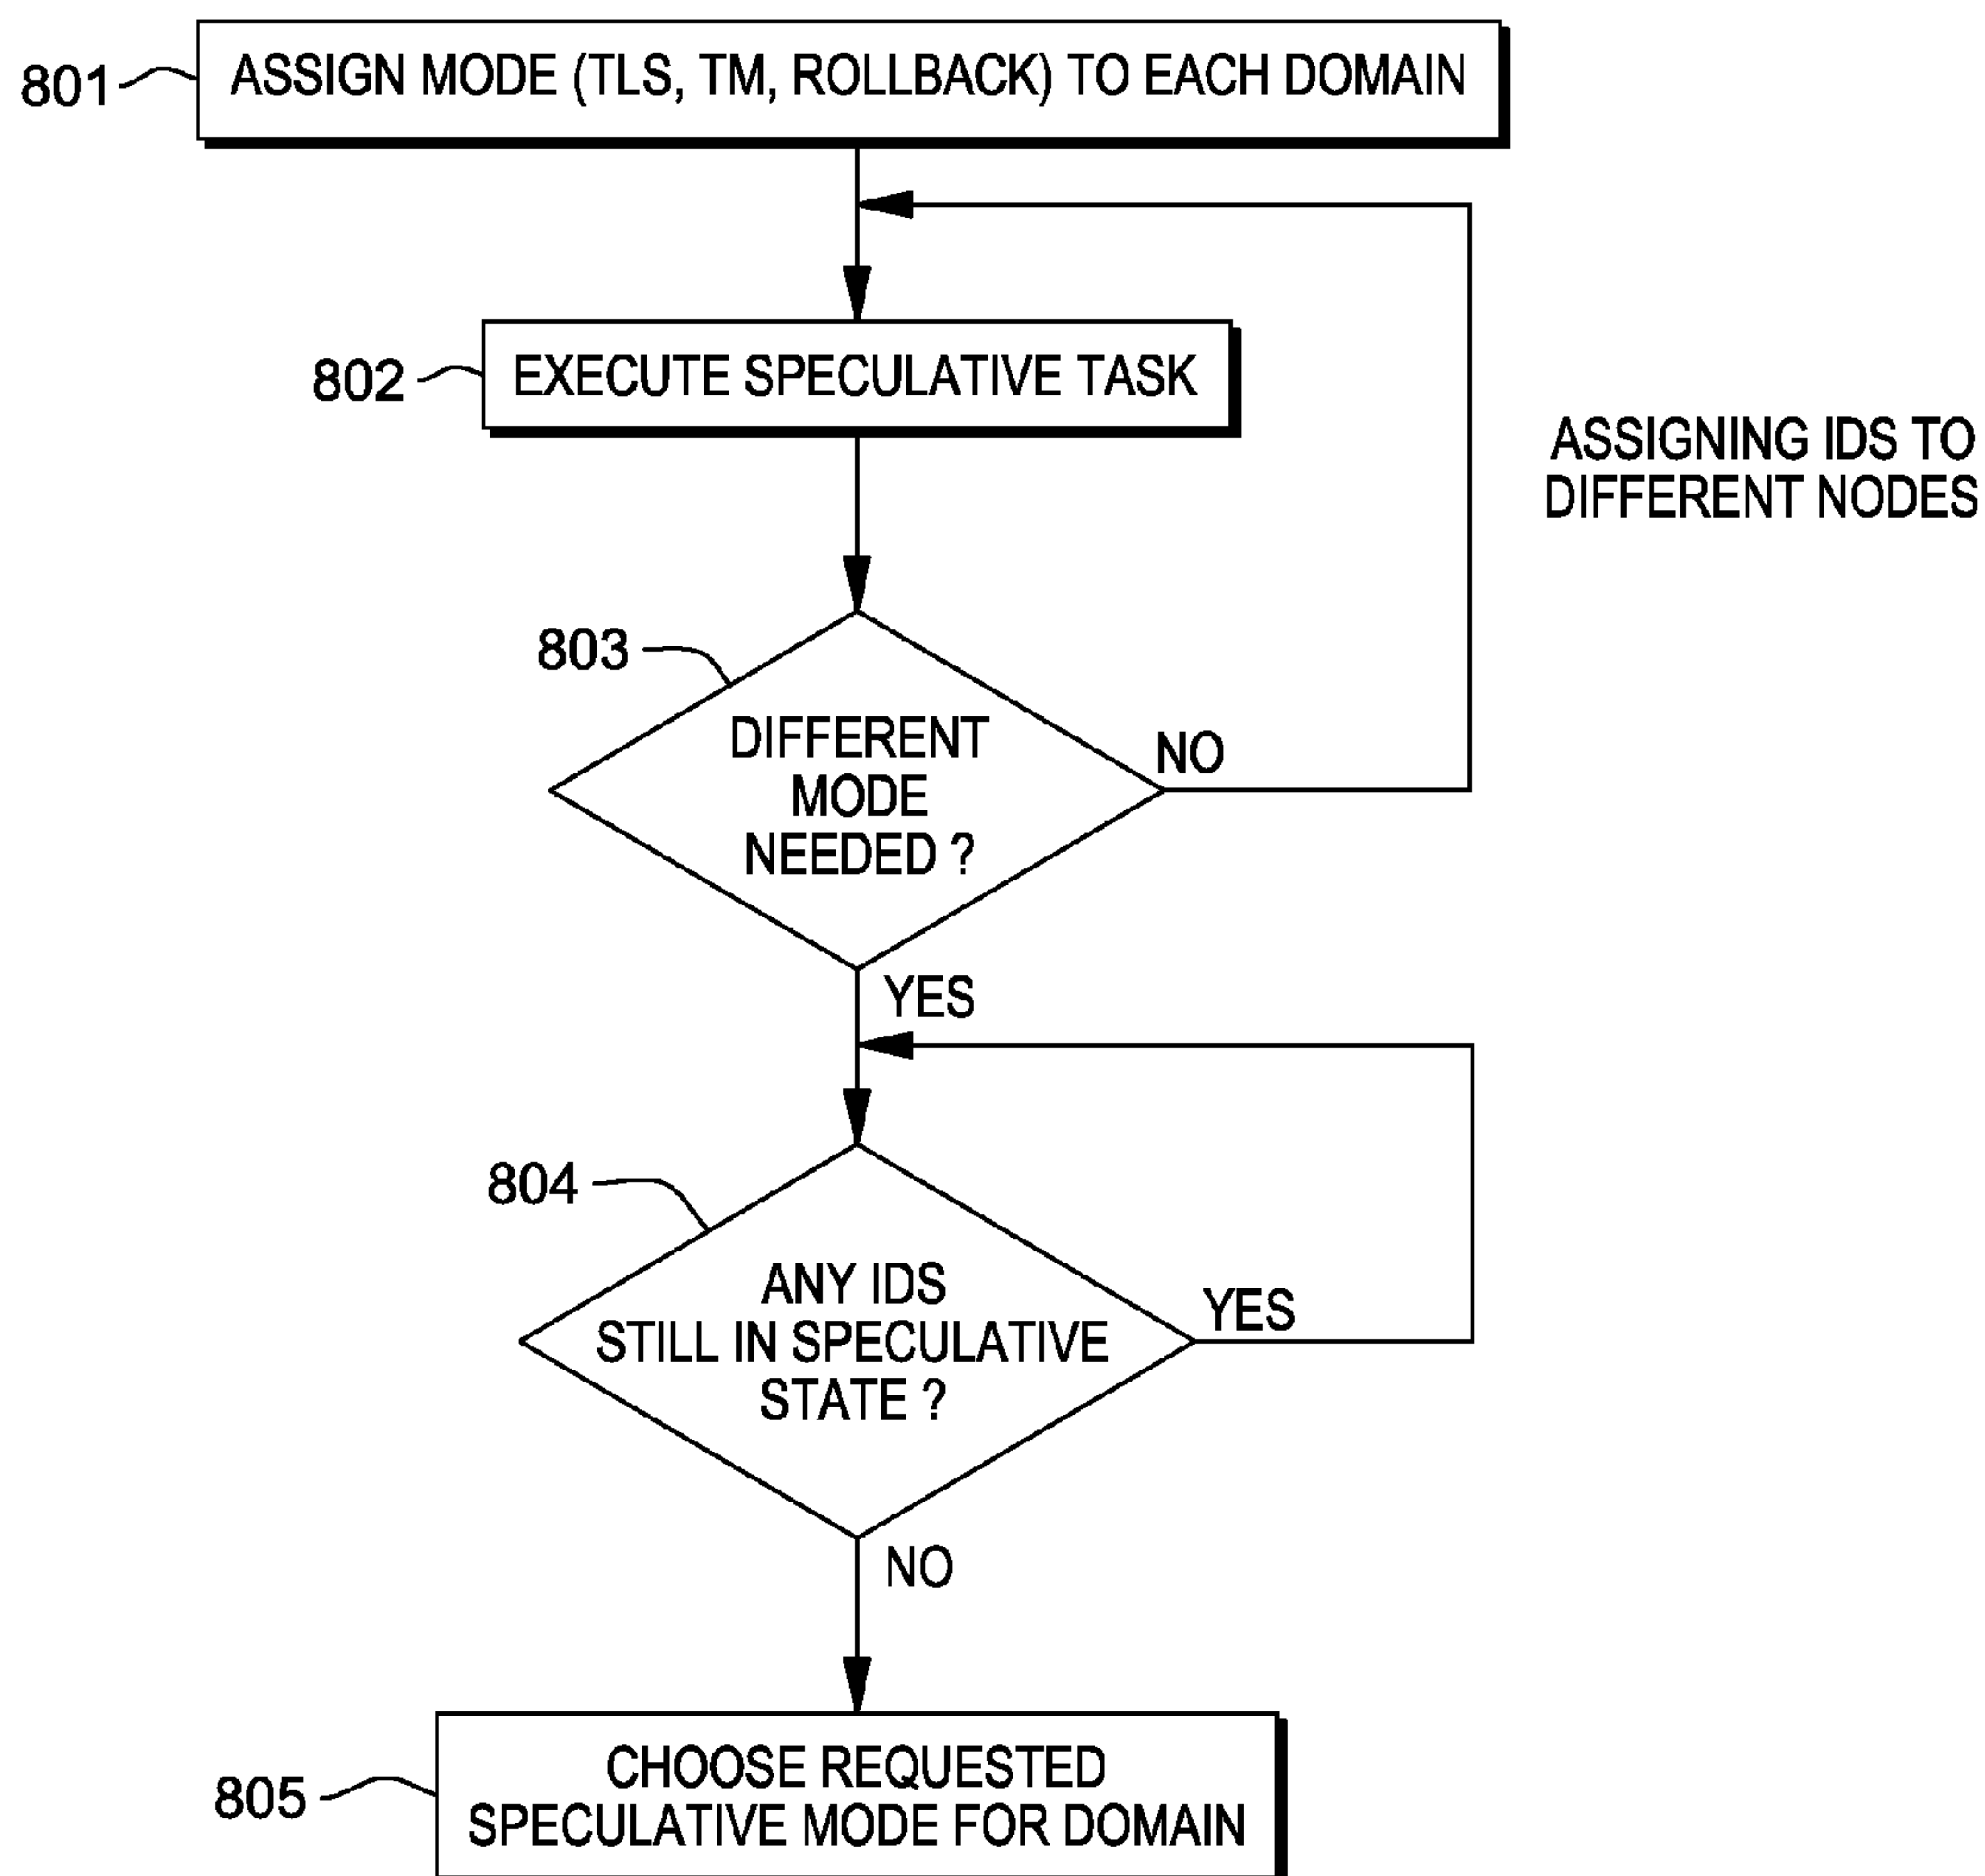 801
ASSIGN MODE (TLS, TM, ROLLBACK) TO EACH DOMAIN
802
EXECUTE SPECULATIVE TASK
ASSIGNING IDS TO
DIFFERENT NODES
803
DIFFERENT
MODE
NEEDED ?
NO
YES
804
ANY IDS
STILL IN SPECULATIVE
STATE ?
YES
NO
805
CHOOSE REQUESTED
SPECULATIVE MODE FOR DOMAIN